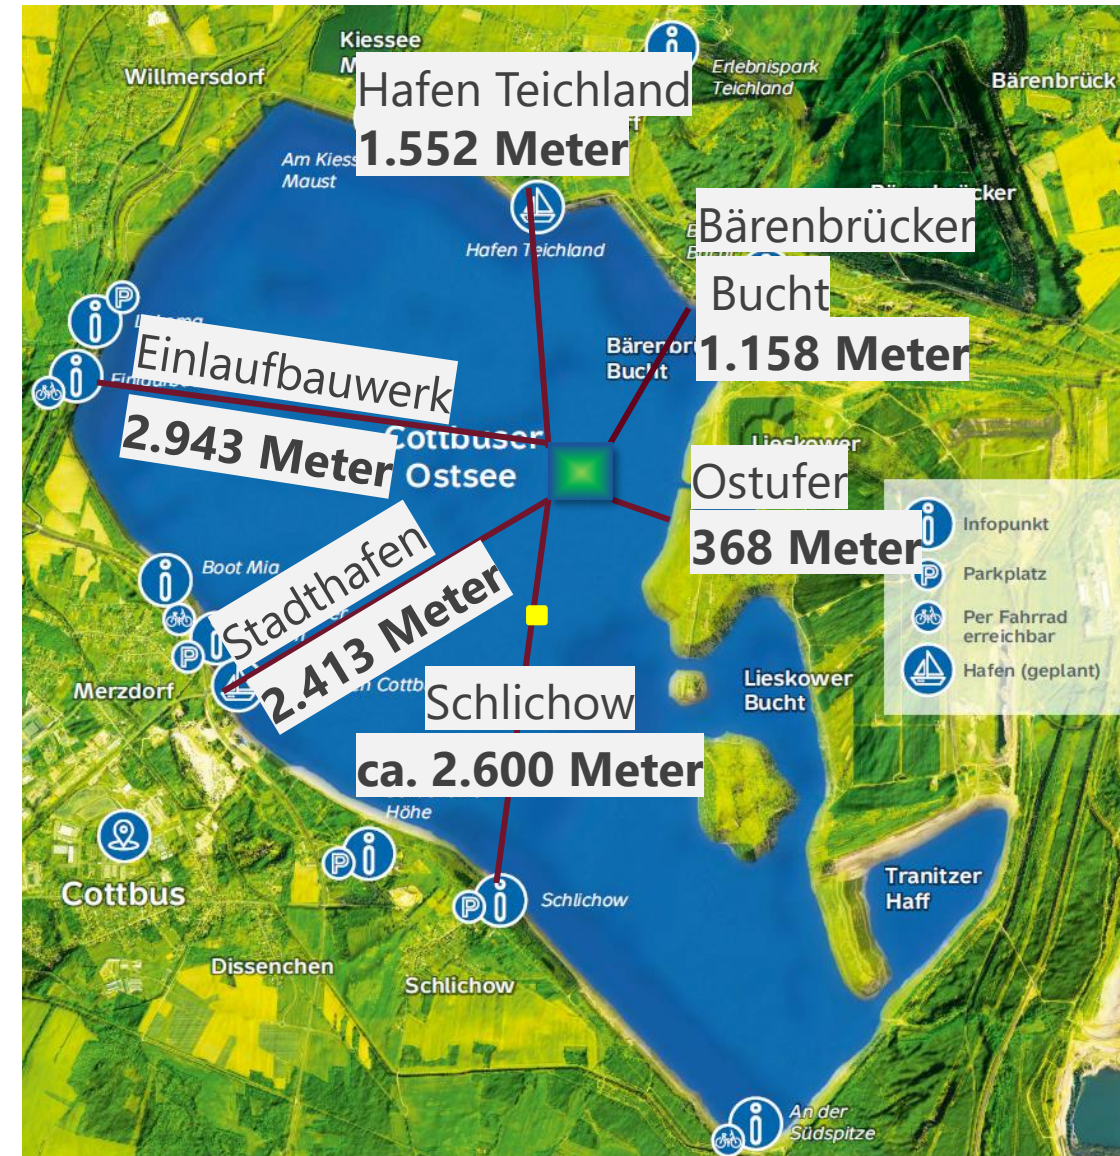 Kiessee
Willmersdorf
Hafen Teichland
1.552 Meter
Erlebnispark
Teichland
Bärenbrück
Am Kiess
Maust
Hafen Teichland
Bärenbrücker
Bucht
1.158 Meter
Bucht
Einlaufbauwerk
2.943 Meter
Cottbuser
Ostsee
Lieskower
Ostufer
368 Meter
Infopunkt
Parkplatz
Per Fahrrad
erreichbar
Hafen (geplant)
Boot Mia
Stadthafen
2.413 Meter
Merzdorf
Schlichow
ca. 2.600 Meter
Lieskower
Bucht
Höhe
Cottbus
Schlichow
Tranitzer
Haff
Dissenchen
Schlichow
An der
Südspitze